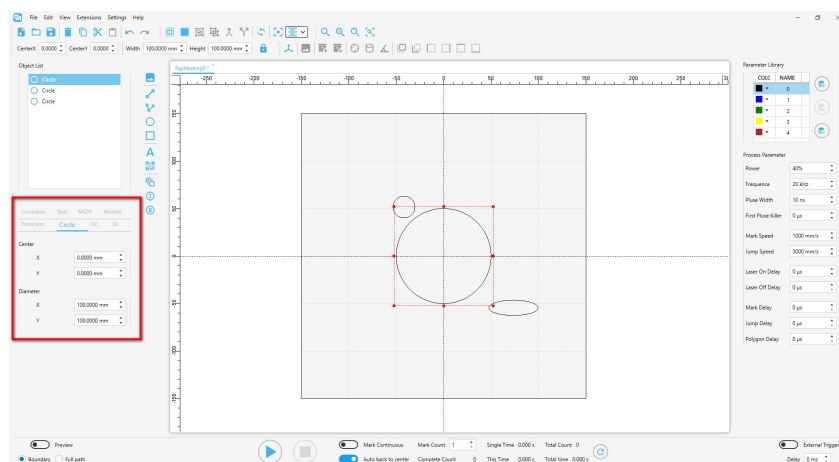 File Edit View Extensions Settings Help
CenterX 0.0000 CenterY 0.0000 Width 100.0000 mm Height 100.0000 mm
Object List
Circle
Circle
Circle
Correction Text MOTF Wobble
Transform Circle Fill 3D
Center
X 0.0000 mm
Y 0.0000 mm
Diameter
X 100.0000 mm
Y 100.0000 mm
RayMarking0 *
-250 -200 -150 -100 -50 0 50 100 150 200 250
150
100
50
0
-50
-100
-150
Parameter Library
COLC NAME
0
1
2
3
4
Process Parameter
Power 40%
Frequence 20 kHz
Pluse Width 10 ns
First Pluse Killer 0 μs
Mark Speed 1000 mm/s
Jump Speed 3000 mm/s
Laser On Delay 0 μs
Laser Off Delay 0 μs
Mark Delay 0 μs
Jump Delay 0 μs
Polygon Delay 0 μs
Preview
Boundary Full path
Mark Continuous Mark Count 1 Single Time 0.000 s Total Count 0
Auto back to center Complete Count 0 This Time 0.000 s Total time 0.000 s
External Trigger
Delay 0 ms